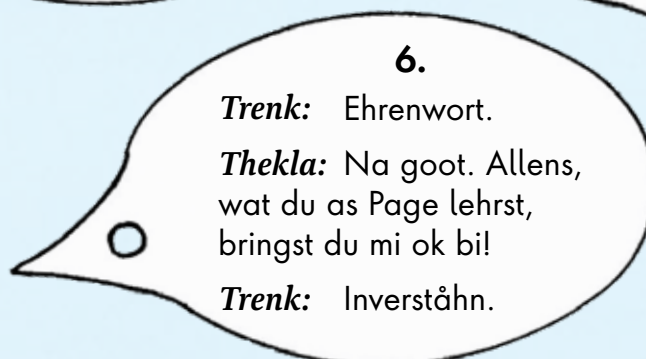 6.
Trenk: Ehrenwort.
Thekla: Na goot. Allens,
wat du as Page lehrst,
bringst du mi ok bi!
Trenk: Inverståhn.